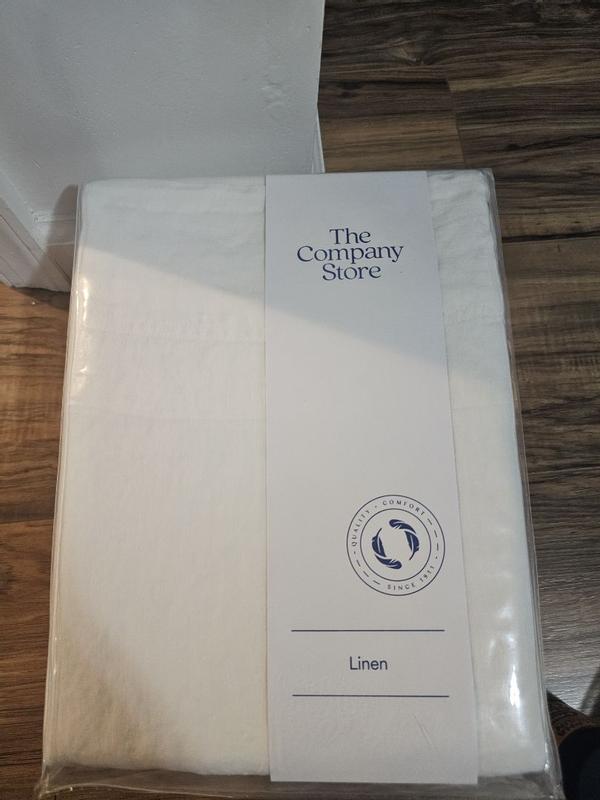 The
Company
Store
QUALITY • COMFORT
SINCE 1911
Linen